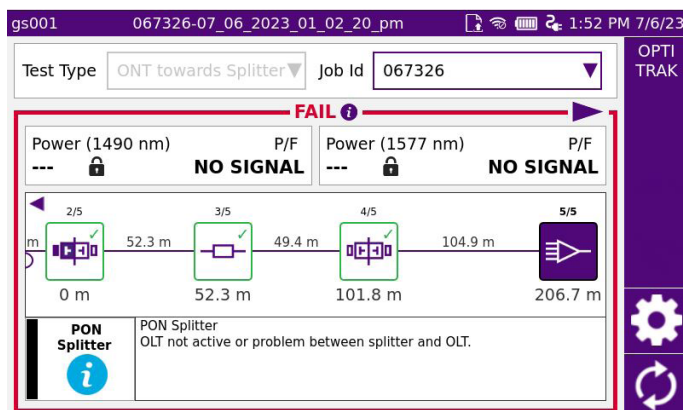 gs001 067326-07_06_2023_01_02_20_pm 1:52 PM 7/6/23
OPTI
TRAK
Test Type ONT towards Splitter Job Id 067326
FAIL i
Power (1490 nm) P/F Power (1577 nm) P/F
--- NO SIGNAL --- NO SIGNAL
2/5 3/5 4/5 5/5
m 52.3 m 49.4 m 104.9 m
0 m 52.3 m 101.8 m 206.7 m
PON Splitter
PON
Splitter
OLT not active or problem between splitter and OLT.
i